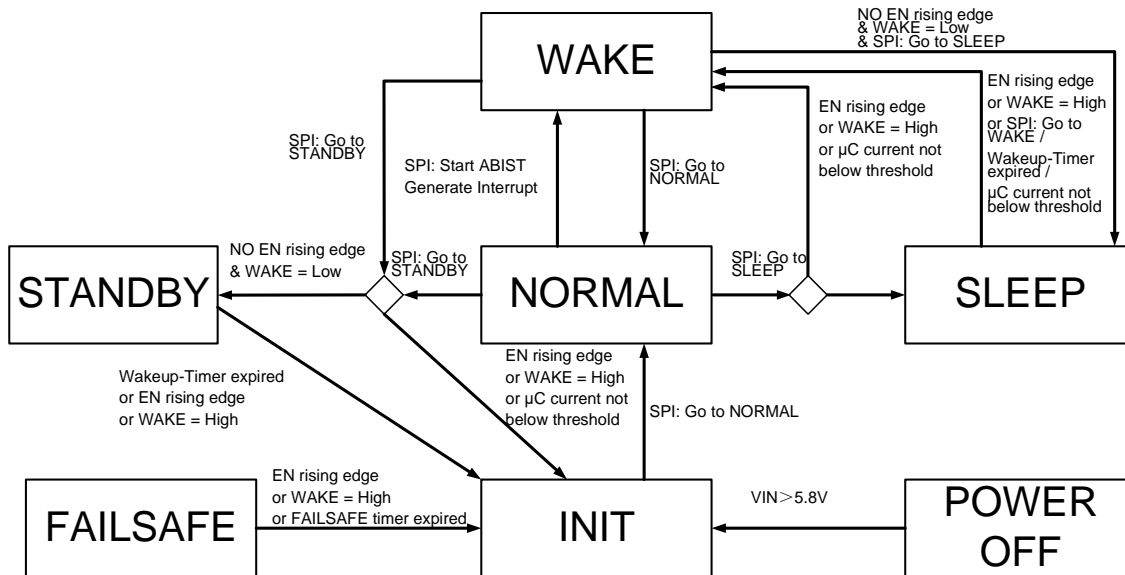 WAKE
NO EN rising edge
& WAKE = Low
& SPI: Go to SLEEP
EN rising edge
or WAKE = High
or SPI: Go to
WAKE /
Wakeup-Timer
expired /
μC current not
below threshold
EN rising edge
or WAKE = High
or μC current not
below threshold
SPI: Go to
STANDBY
SPI: Start ABIST
Generate Interrupt
SPI: Go to
NORMAL
NO EN rising edge
& WAKE = Low
SPI: Go to
STANDBY
SPI: Go to
SLEEP
STANDBY
NORMAL
SLEEP
Wakeup-Timer expired
or EN rising edge
or WAKE = High
EN rising edge
or WAKE = High
or μC current not
below threshold
SPI: Go to NORMAL
EN rising edge
or WAKE = High
or FAILSAFE timer expired
VIN>5.8V
FAILSAFE
INIT
POWER
OFF